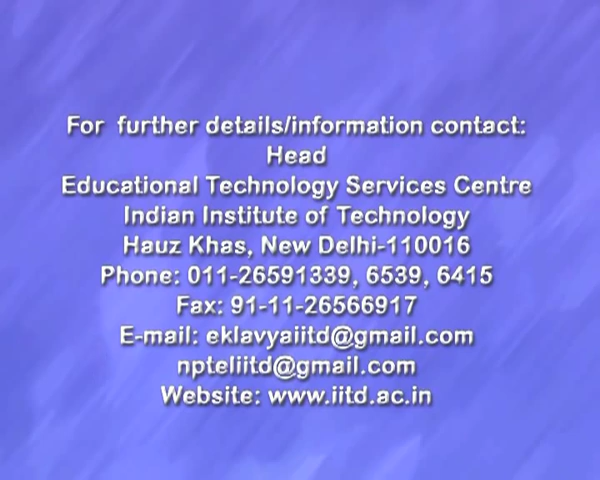 For further details/information contact:
Head
Educational Technology Services Centre
Indian Institute of Technology
Hauz Khas, New Delhi-110016
Phone: 011-26591339, 6539, 6415
Fax: 91-11-26566917
E-mail: eklavyaiitd@gmail.com
npteliitd@gmail.com
Website: www.iitd.ac.in